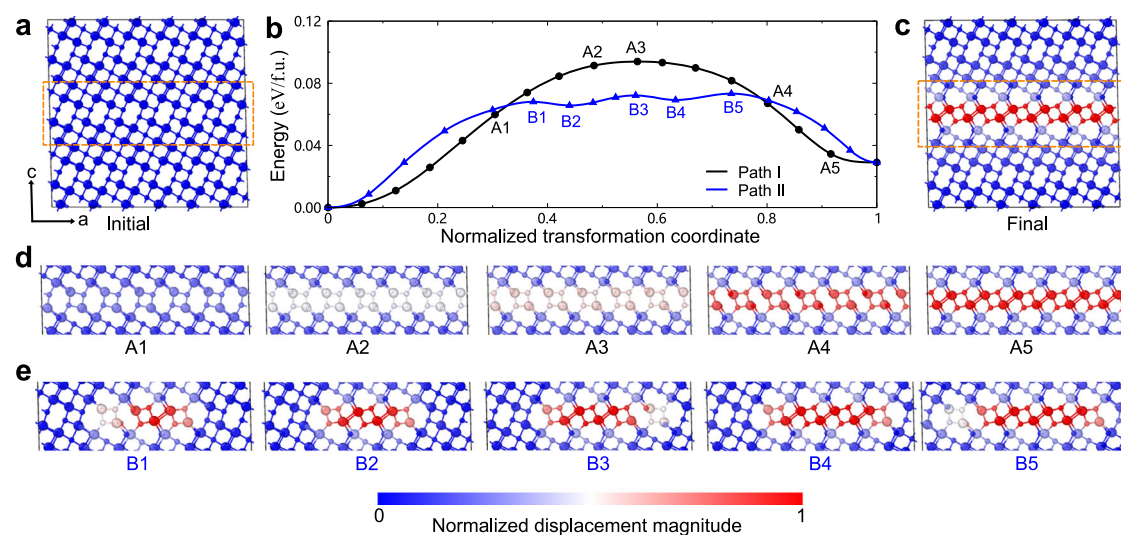 a
b
c
0.12
0.08
0.04
0.00
Energy (eV/f.u.)
0
0.2
0.4
0.6
0.8
1
Normalized transformation coordinate
A1
A2
A3
A4
A5
B1
B2
B3
B4
B5
Path I
Path II
c
a
Initial
Final
d
A1
A2
A3
A4
A5
e
B1
B2
B3
B4
B5
0
1
Normalized displacement magnitude